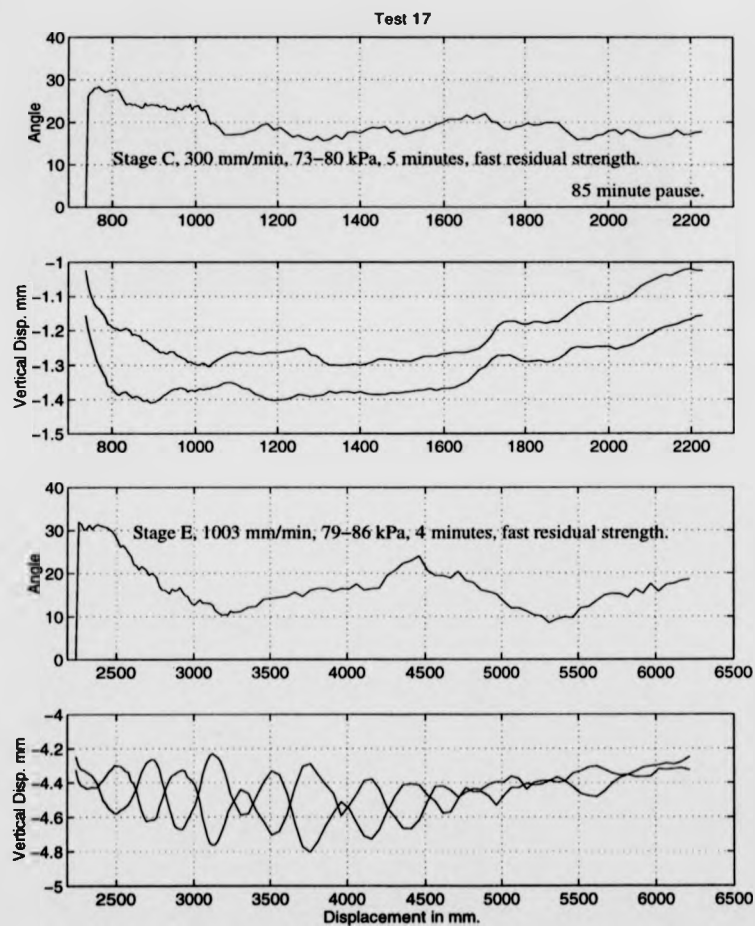 Test 17
40
30
20
10
0
Angle
Stage C, 300 mm/min, 73–80 kPa, 5 minutes, fast residual strength.
85 minute pause.
800 1000 1200 1400 1600 1800 2000 2200
−1
−1.1
−1.2
−1.3
−1.4
−1.5
Vertical Disp. mm
800 1000 1200 1400 1600 1800 2000 2200
40
30
20
10
0
Angle
Stage E, 1003 mm/min, 79–86 kPa, 4 minutes, fast residual strength.
2500 3000 3500 4000 4500 5000 5500 6000 6500
−4
−4.2
−4.4
−4.6
−4.8
−5
Vertical Disp. mm
2500 3000 3500 4000 4500 5000 5500 6000 6500
Displacement in mm.